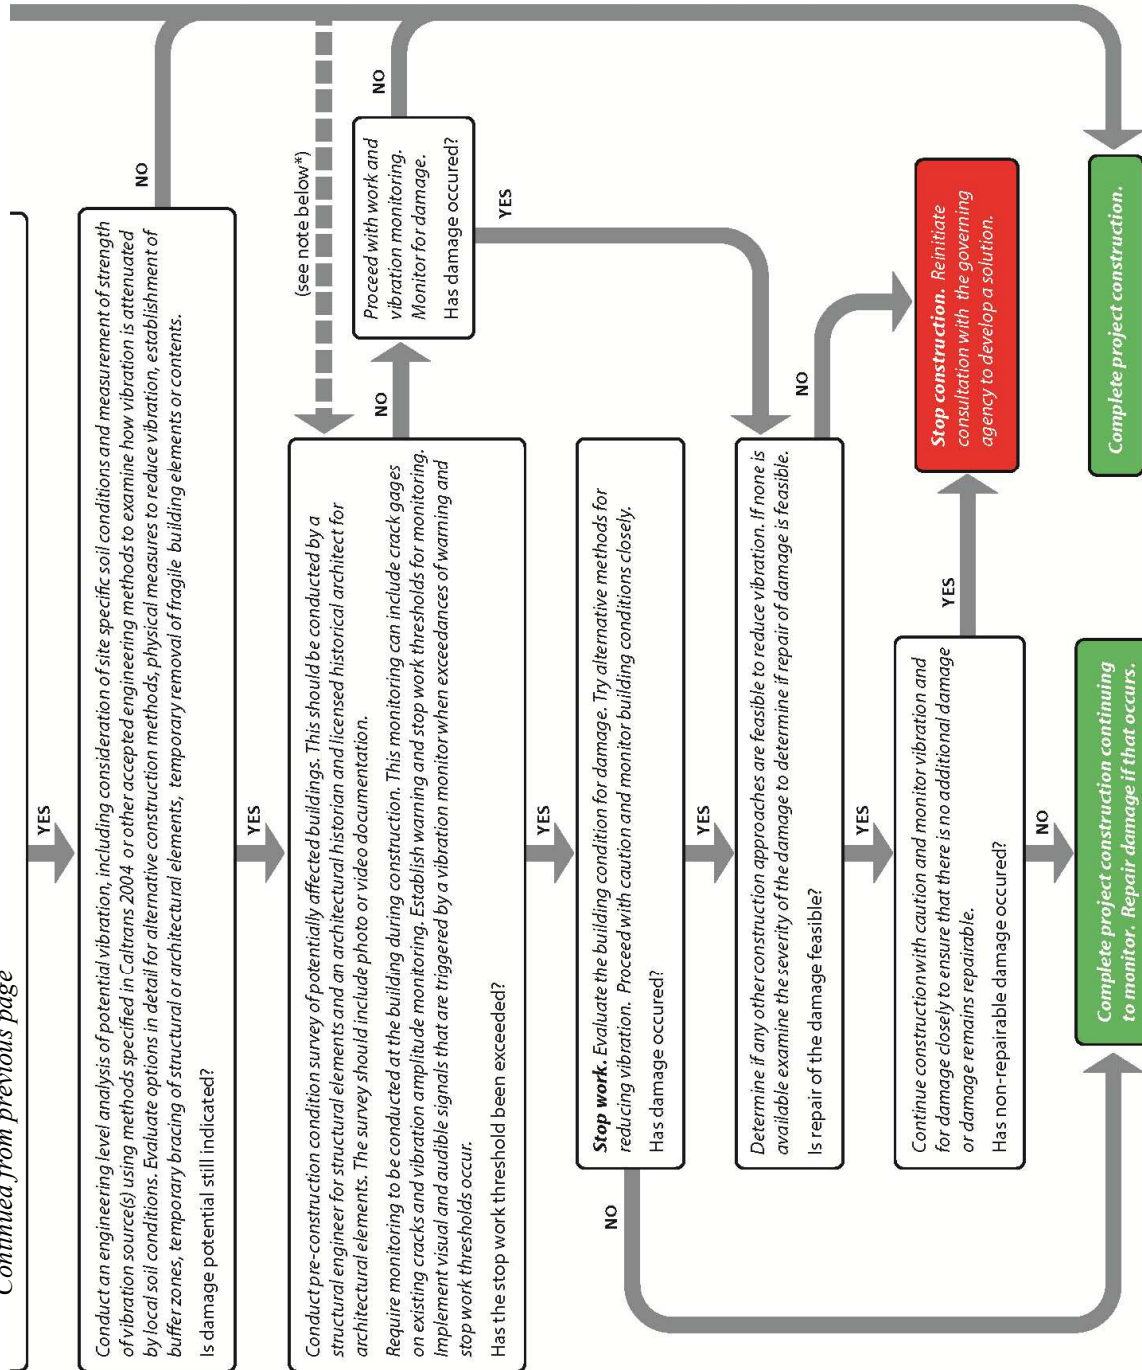 Continued from previous page
YES
Conduct an engineering level analysis of potential vibration, including consideration of site specific soil conditions and measurement of strength
of vibration source(s) using methods specified in Caltrans 2004 or other accepted engineering methods to examine how vibration is attenuated
by local soil conditions. Evaluate options in detail for alternative constsruction methods, physical measures to reduce vibration, establishment of
buffer zones, temporary bracing of structural or architectural elements, temporary removal of fragile building elements or contents.
Is damage potential still indicated?
NO
YES
(see note below*)
Conduct pre-construction condition survey of potentially affected buildings. This should be conducted by a
structural engineer for structural elements and an architectural historian and licensed historical architect for
architectural elements. The survey should include photo or video documentation.
Require monitoring to be conducted at the building during construction. This monitoring can include crack gages
on existing cracks and vibration amplitude monitoring. Establish warning and stop work thresholds for monitoring.
Implement visual and audible signals that are triggered by a vibration monitor when exceedances of warning and
stop work thresholds occur.
Has the stop work threshold been exceeded?
NO
Proceed with work and
vibration monitoring.
Monitor for damage.
Has damage occured?
NO
YES
YES
Stop work. Evaluate the building condition for damage. Try alternative methods for
reducing vibration. Proceed with caution and monitor building conditions closely.
Has damage occured?
NO
YES
Determine if any other construction approaches are feasible to reduce vibration. If none is
available examine the severity of the damage to determine if repair of damage is feasible.
Is repair of the damage feasible?
NO
YES
Continue construction with caution and monitor vibration and
for damage closely to ensure that there is no additional damage
or damage remains repairable.
Has non-repairable damage occured?
YES
Stop construction. Reinitiate
consultation with the governing
agency to develop a solution.
NO
Complete project construction continuing
to monitor. Repair damage if that occurs.
Complete project construction.